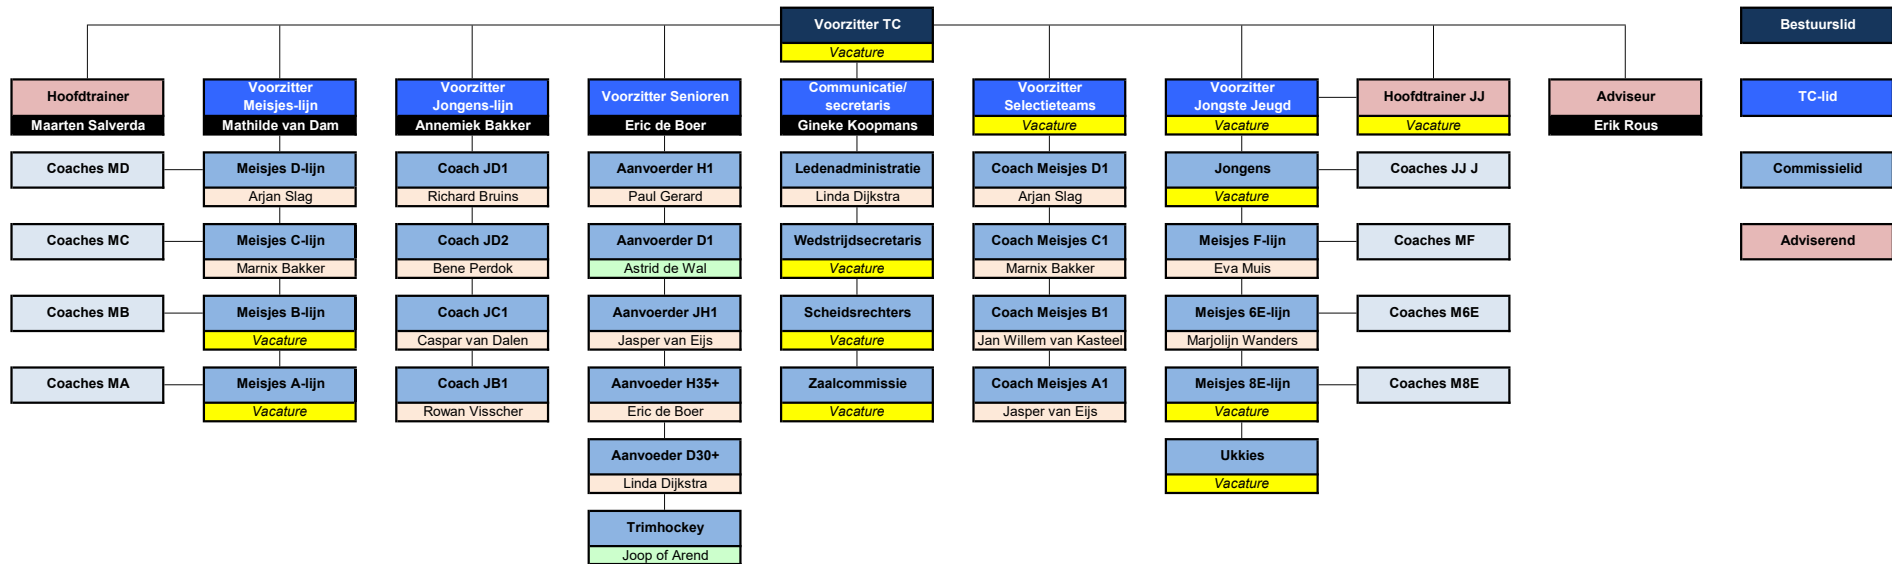 Voorzitter TC
Vacature
Bestuurslid
Hoofdtrainer
Maarten Salverda
Voorzitter
Meisjes-lijn
Mathilde van Dam
Voorzitter
Jongens-lijn
Annemiek Bakker
Voorzitter Senioren
Eric de Boer
Communicatie/
secretaris
Gineke Koopmans
Voorzitter
Selectieteams
Vacature
Voorzitter
Jongste Jeugd
Vacature
Hoofdtrainer JJ
Vacature
Adviseur
Erik Rous
TC-lid
Coaches MD
Meisjes D-lijn
Arjan Slag
Coach JD1
Richard Bruins
Aanvoerder H1
Paul Gerard
Ledenadministratie
Linda Dijkstra
Coach Meisjes D1
Arjan Slag
Jongens
Vacature
Coaches JJ J
Commissielid
Coaches MC
Meisjes C-lijn
Marnix Bakker
Coach JD2
Bene Perdok
Aanvoerder D1
Astrid de Wal
Wedstrijdsecretaris
Vacature
Coach Meisjes C1
Marnix Bakker
Meisjes F-lijn
Eva Muis
Coaches MF
Adviserend
Coaches MB
Meisjes B-lijn
Vacature
Coach JC1
Caspar van Dalen
Aanvoerder JH1
Jasper van Eijs
Scheidsrechters
Vacature
Coach Meisjes B1
Jan Willem van Kasteel
Meisjes 6E-lijn
Marjolijn Wanders
Coaches M6E
Coaches MA
Meisjes A-lijn
Vacature
Coach JB1
Rowan Visscher
Aanvoeder H35+
Eric de Boer
Zaalcommissie
Vacature
Coach Meisjes A1
Jasper van Eijs
Meisjes 8E-lijn
Vacature
Coaches M8E
Aanvoeder D30+
Linda Dijkstra
Ukkies
Vacature
Trimhockey
Joop of Arend